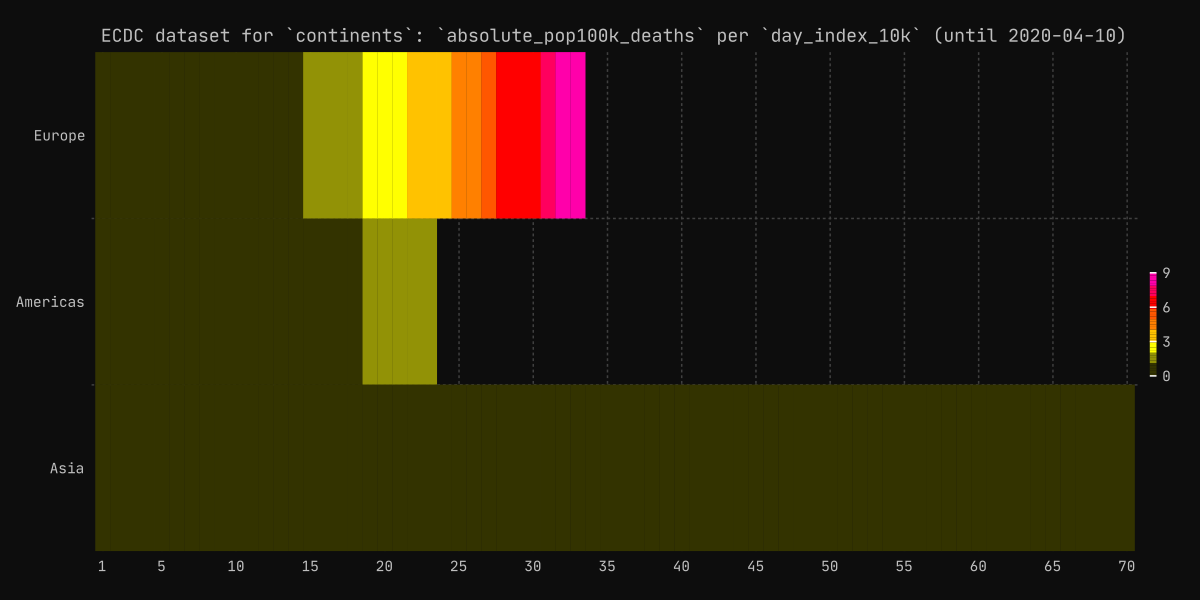 ECDC dataset for `continents`: `absolute_pop100k_deaths` per `day_index_10k` (until 2020-04-10)
Europe
Americas
Asia
9
6
3
0
1 5 10 15 20 25 30 35 40 45 50 55 60 65 70